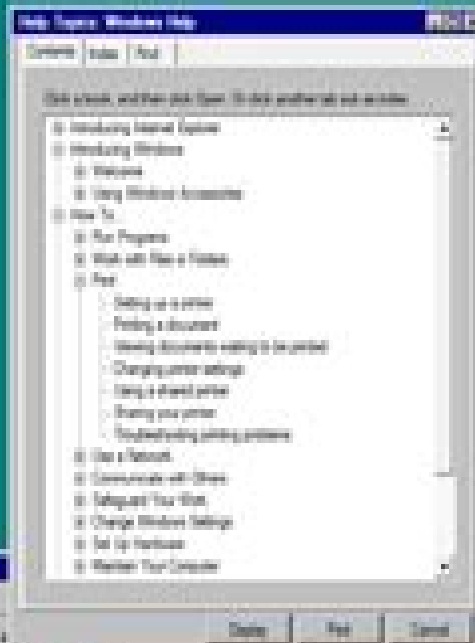 Help Topics: Windows Help
Contents Index Find
Click a book, and then click Open. Or click another tab, such as Index.
Introducing Internet Explorer
Introducing Windows
Welcome
Using Windows Accessories
How To...
Run Programs
Work with Files or Folders
Print
Setting up a printer
Printing a document
Viewing documents waiting to be printed
Changing printer settings
Using a shared printer
Sharing your printer
Troubleshooting printing problems
Use a Network
Communicate with Others
Safeguard Your Work
Change Windows Settings
Set Up Hardware
Maintain Your Computer
Display Print Cancel